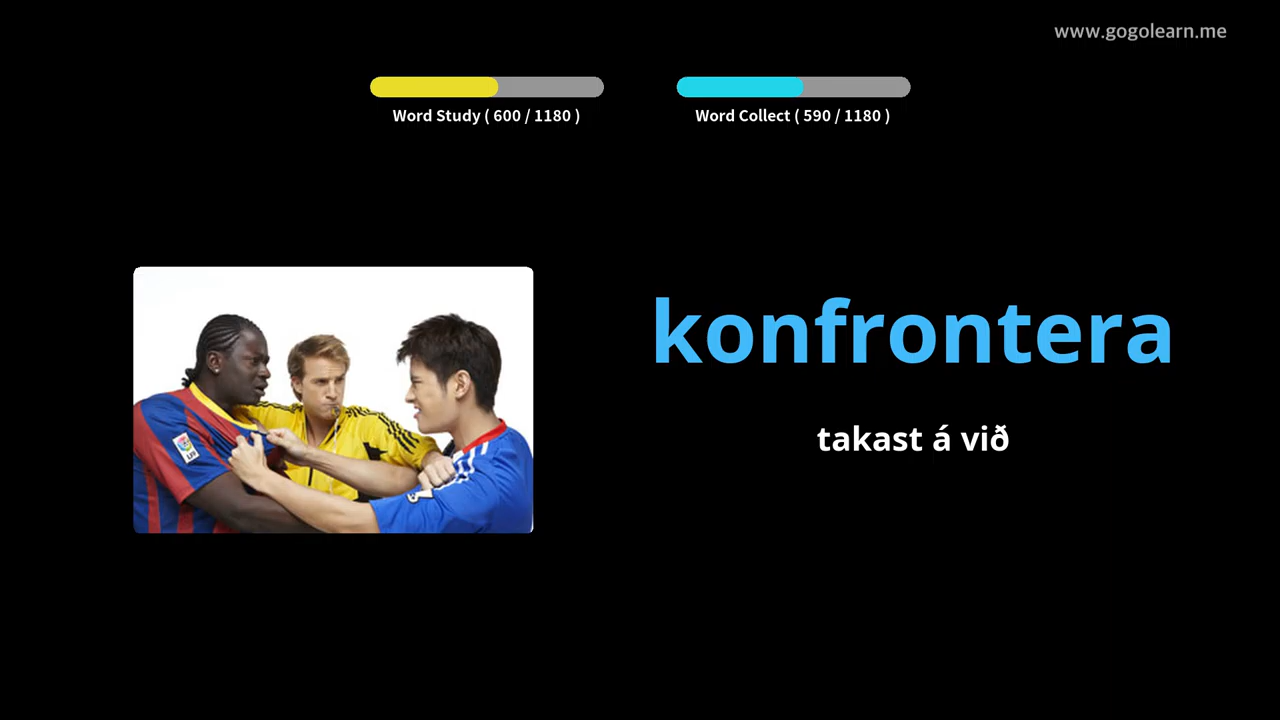 www.gogolearn.me
Word Study ( 600 / 1180 )
Word Collect ( 590 / 1180 )
konfrontera
takast á við